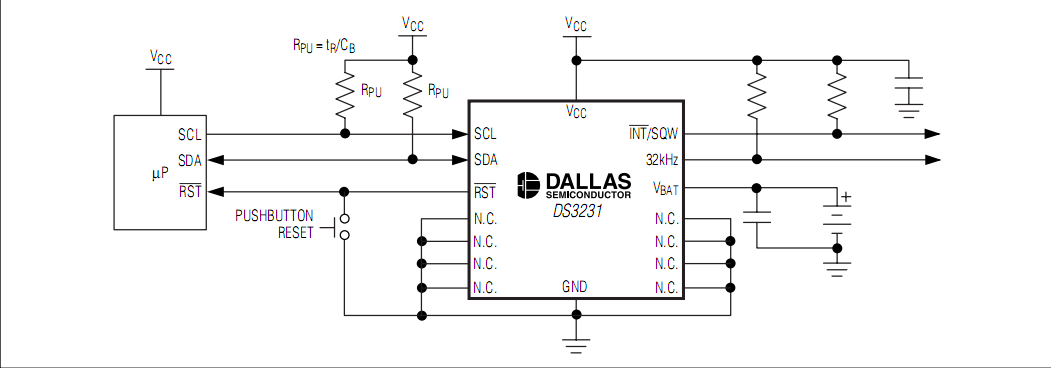 VCC
VCC
RPU = tR/CB
VCC
RPU
RPU
VCC
SCL
SCL
INT/SQW
SDA
SDA
32kHz
μP
RST
RST
VBAT
DALLAS
SEMICONDUCTOR
DS3231
PUSHBUTTON
RESET
N.C.
N.C.
N.C.
N.C.
N.C.
N.C.
N.C.
N.C.
GND
+